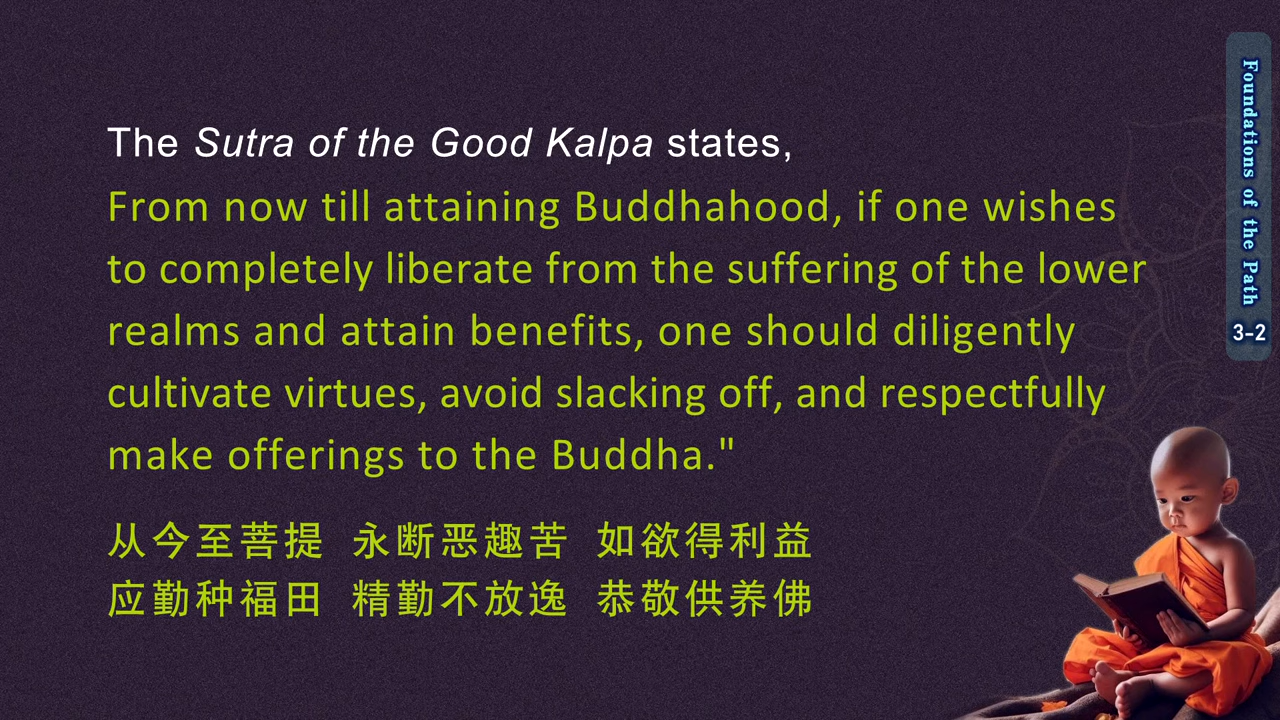 The Sutra of the Good Kalpa states,
From now till attaining Buddhahood, if one wishes
to completely liberate from the suffering of the lower
realms and attain benefits, one should diligently
cultivate virtues, avoid slacking off, and respectfully
make offerings to the Buddha."
从今至菩提 永断恶趣苦 如欲得利益
应勤种福田 精勤不放逸 恭敬供养佛
Foundations of the Path 3-2